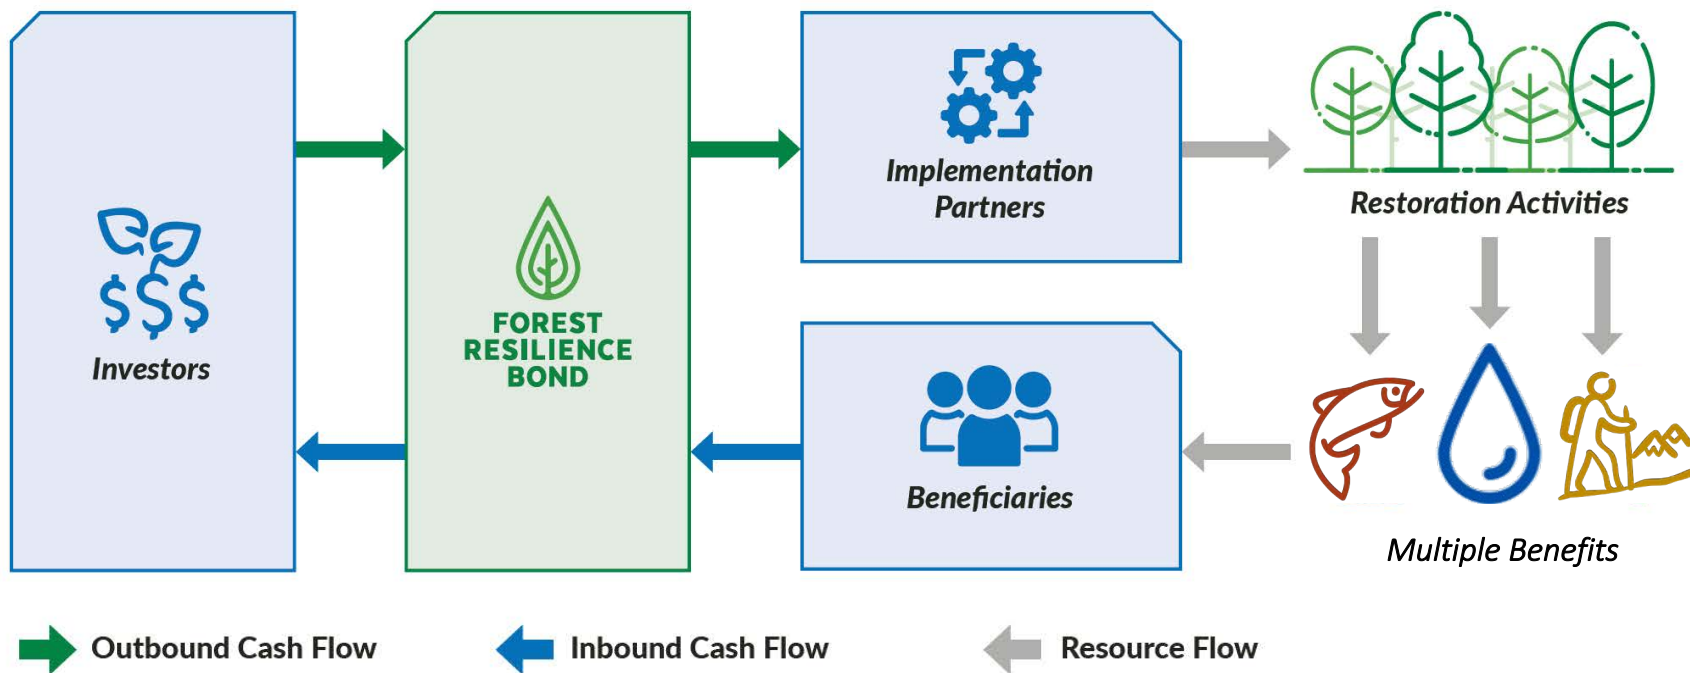 Investors
FOREST
RESILIENCE
BOND
Implementation
Partners
Restoration Activities
Beneficiaries
Multiple Benefits
Outbound Cash Flow
Inbound Cash Flow
Resource Flow